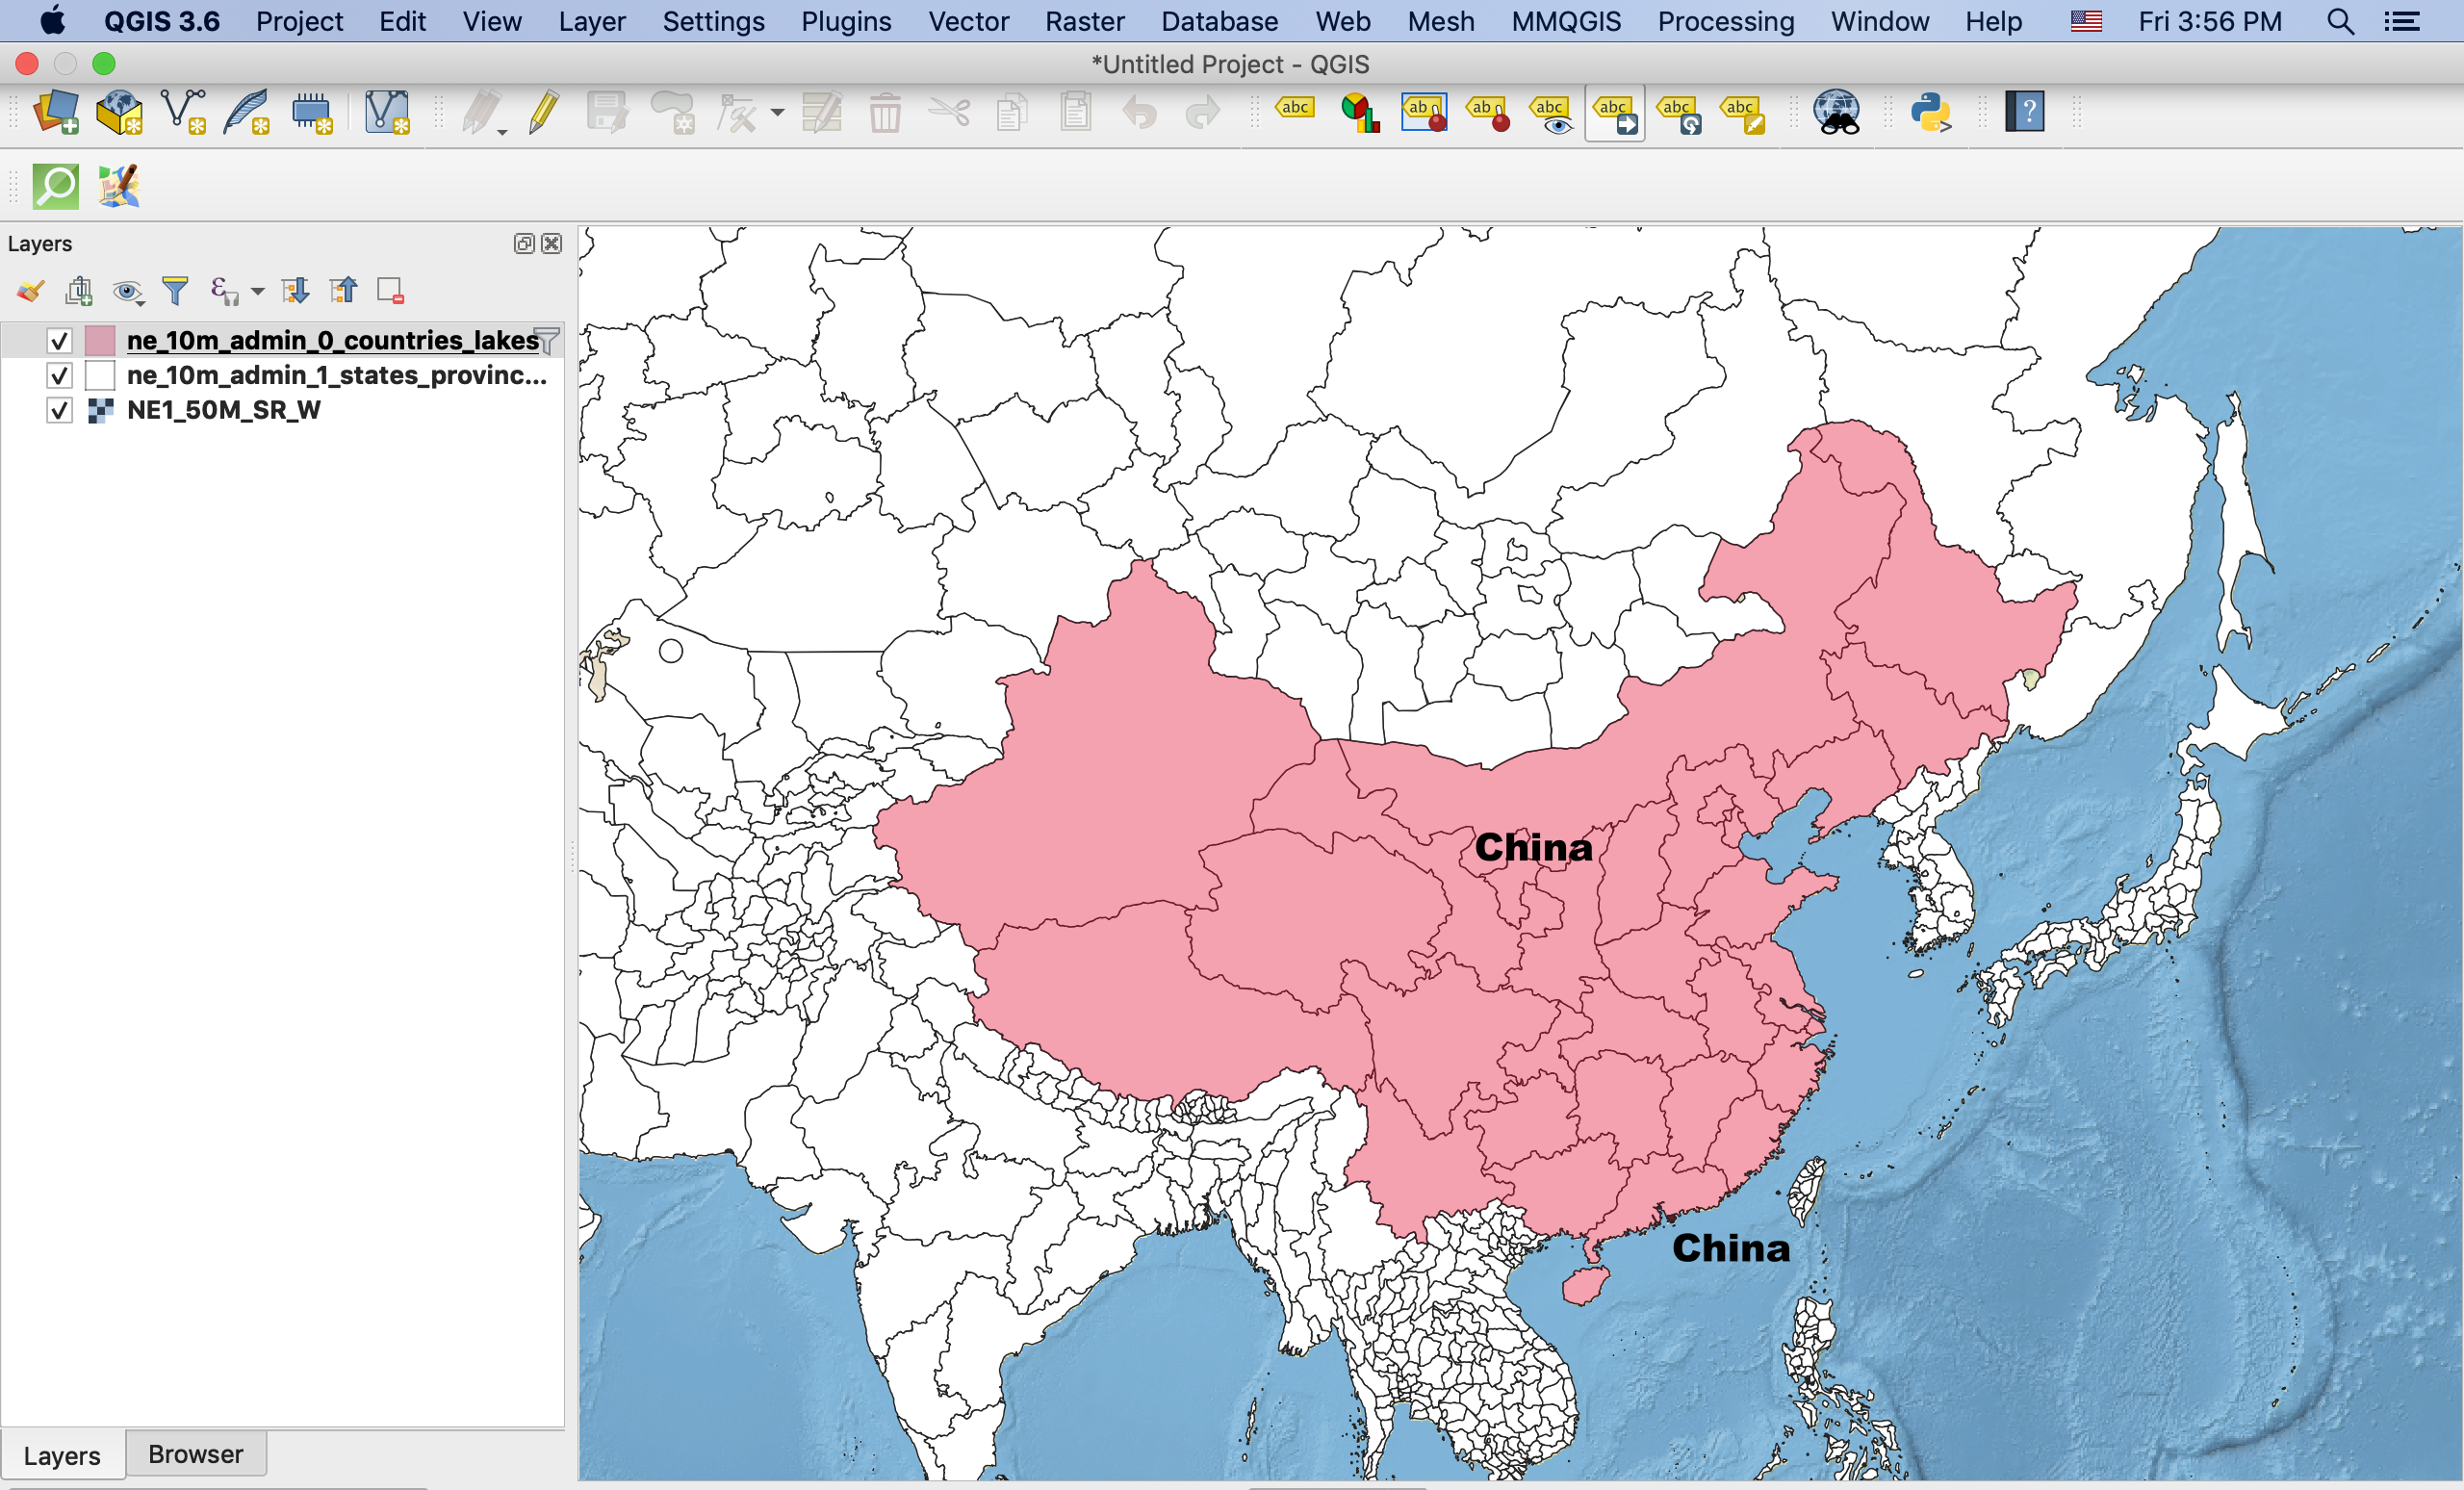 QGIS 3.6 Project Edit View Layer Settings Plugins Vector Raster Database Web Mesh MMQGIS Processing Window Help Fri 3:56 PM
*Untitled Project - QGIS
abc ab ab abc abc abc abc ?
Layers
ε
ne_10m_admin_0_countries_lakes
ne_10m_admin_1_states_provinc...
NE1_50M_SR_W
China
China
Layers Browser